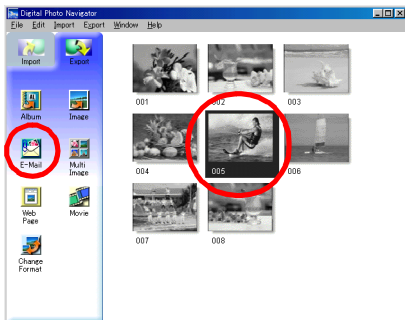 Digital Photo Navigator
File Edit Import Export Window Help
Import Export
Album Image
E-Mail Multi Image
Web Page Movie
Change Format
001 002 003
004 005 006
007 008